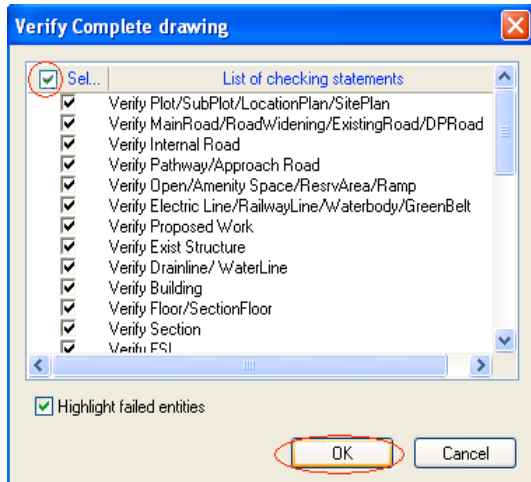 Verify Complete drawing
Sel... List of checking statements
Verify Plot/SubPlot/LocationPlan/SitePlan
Verify MainRoad/RoadWidening/ExistingRoad/DPRoad
Verify Internal Road
Verify Pathway/Approach Road
Verify Open/Amenity Space/ResrvArea/Ramp
Verify Electric Line/RailwayLine/Waterbody/GreenBelt
Verify Proposed Work
Verify Exist Structure
Verify Drainline/ WaterLine
Verify Building
Verify Floor/SectionFloor
Verify Section
Verify FSI
Highlight failed entities
OK Cancel